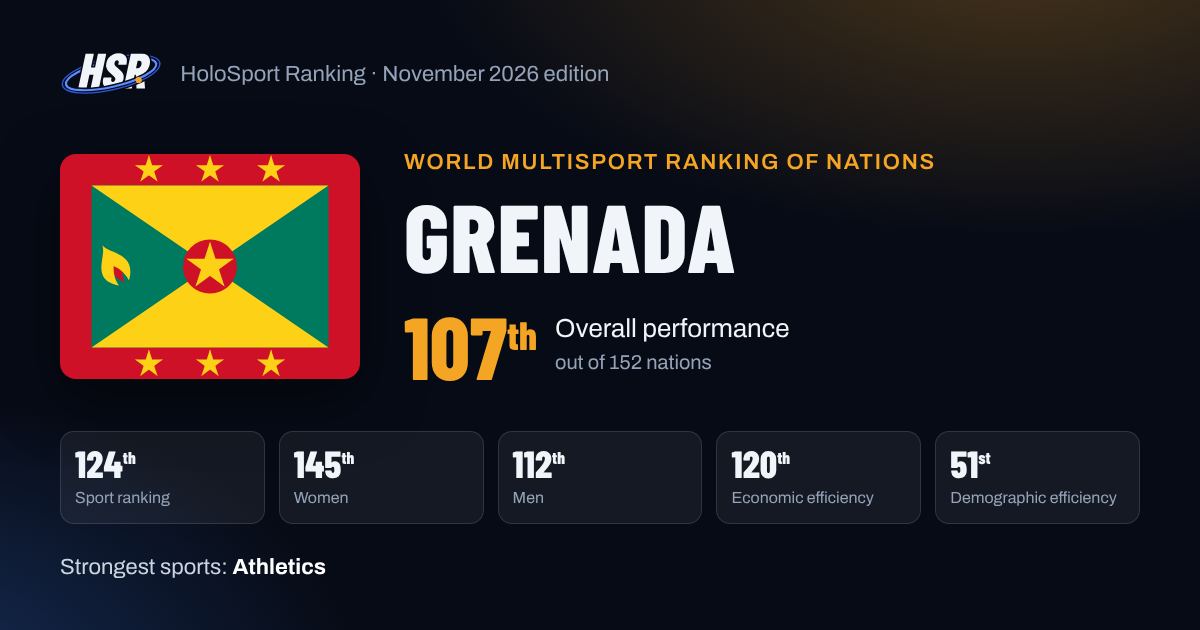 HSR
HoloSport Ranking · November 2026 edition
WORLD MULTISPORT RANKING OF NATIONS
GRENADA
107th
Overall performance
out of 152 nations
124th
Sport ranking
145th
Women
112th
Men
120th
Economic efficiency
51st
Demographic efficiency
Strongest sports: Athletics